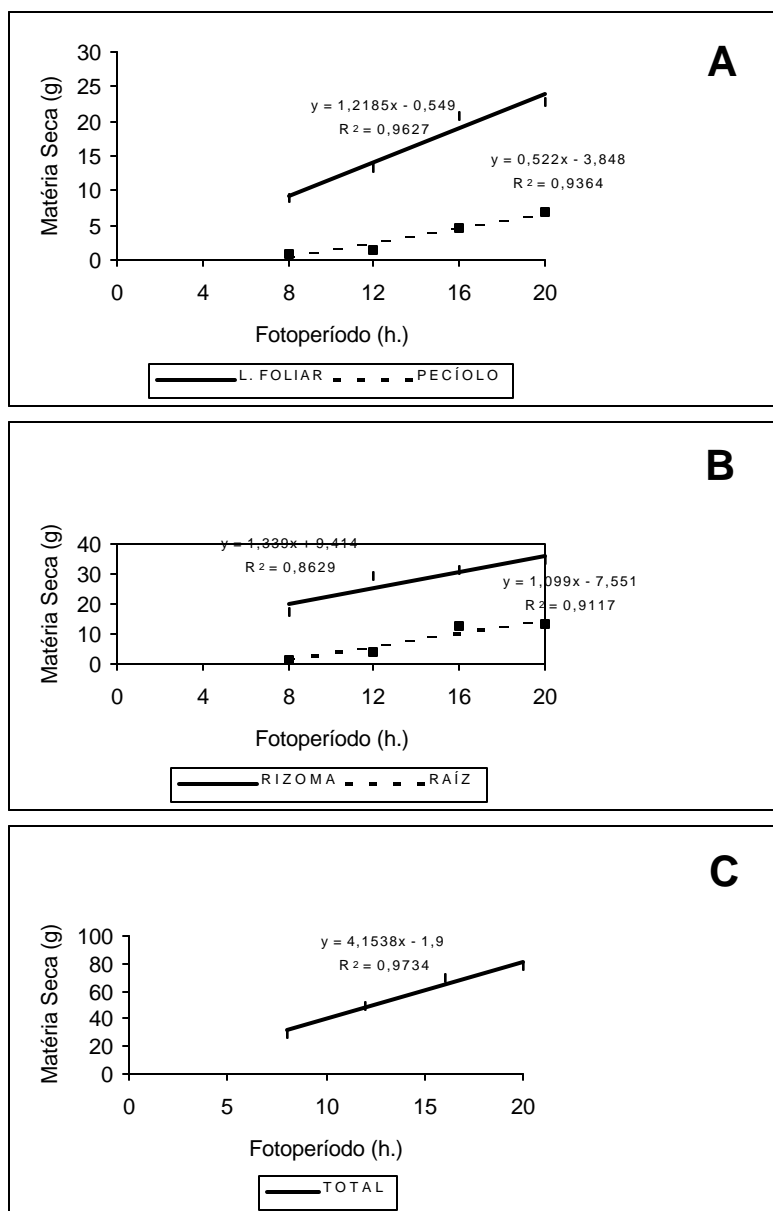 A
30
25
20
15
10
5
0
Matéria Seca (g)
y = 1,2185x - 0,549
R² = 0,9627
y = 0,522x - 3,848
R² = 0,9364
0 4 8 12 16 20
Fotoperíodo (h.)
L. FOLIAR PECÍOLO
B
40
30
20
10
0
Matéria Seca (g)
y = 1,339x + 9,414
R² = 0,8629
y = 1,099x - 7,551
R² = 0,9117
0 4 8 12 16 20
Fotoperíodo (h.)
RIZOMA RAÍZ
C
100
80
60
40
20
0
Matéria Seca (g)
y = 4,1538x - 1,9
R² = 0,9734
0 5 10 15 20
Fotoperíodo (h.)
TOTAL